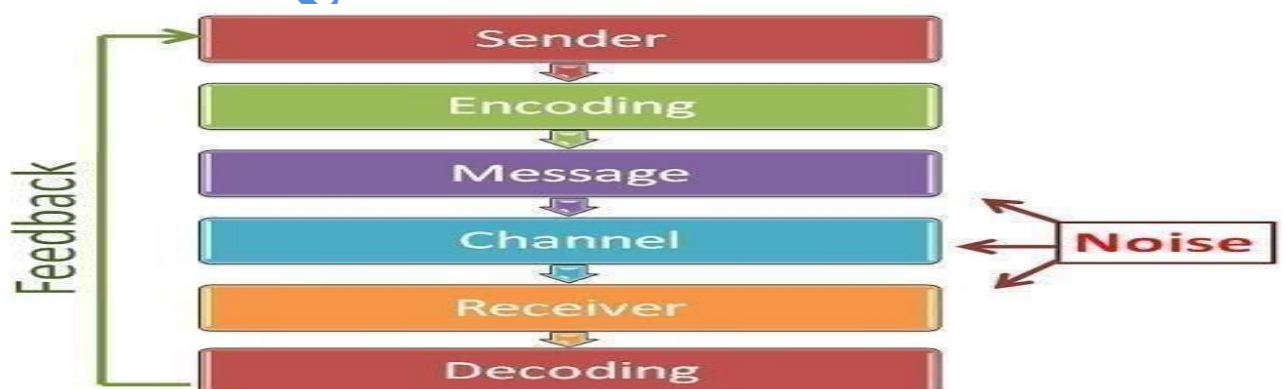 Sender
Encoding
Message
Channel
Receiver
Decoding
Feedback
Noise